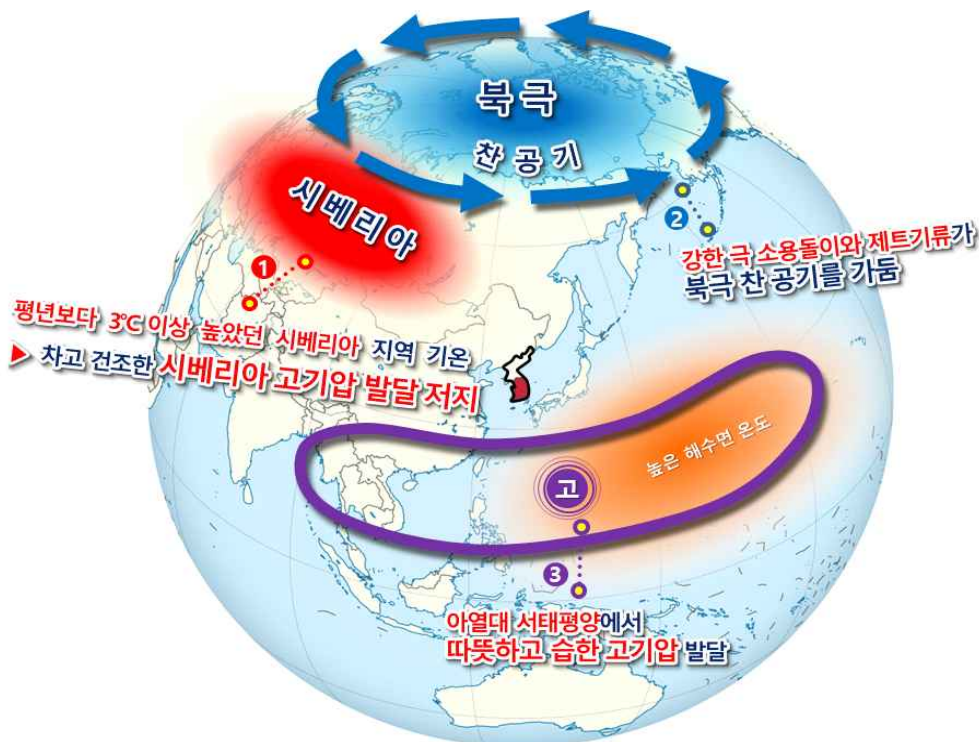 북극
찬 공기
시베리아
1
평년보다 3℃ 이상 높았던 시베리아 지역 기온
▶ 차고 건조한 시베리아 고기압 발달 저지
2
강한 극 소용돌이와 제트기류가
북극 찬 공기를 가둠
높은 해수면 온도
고
3
아열대 서태평양에서
따뜻하고 습한 고기압 발달